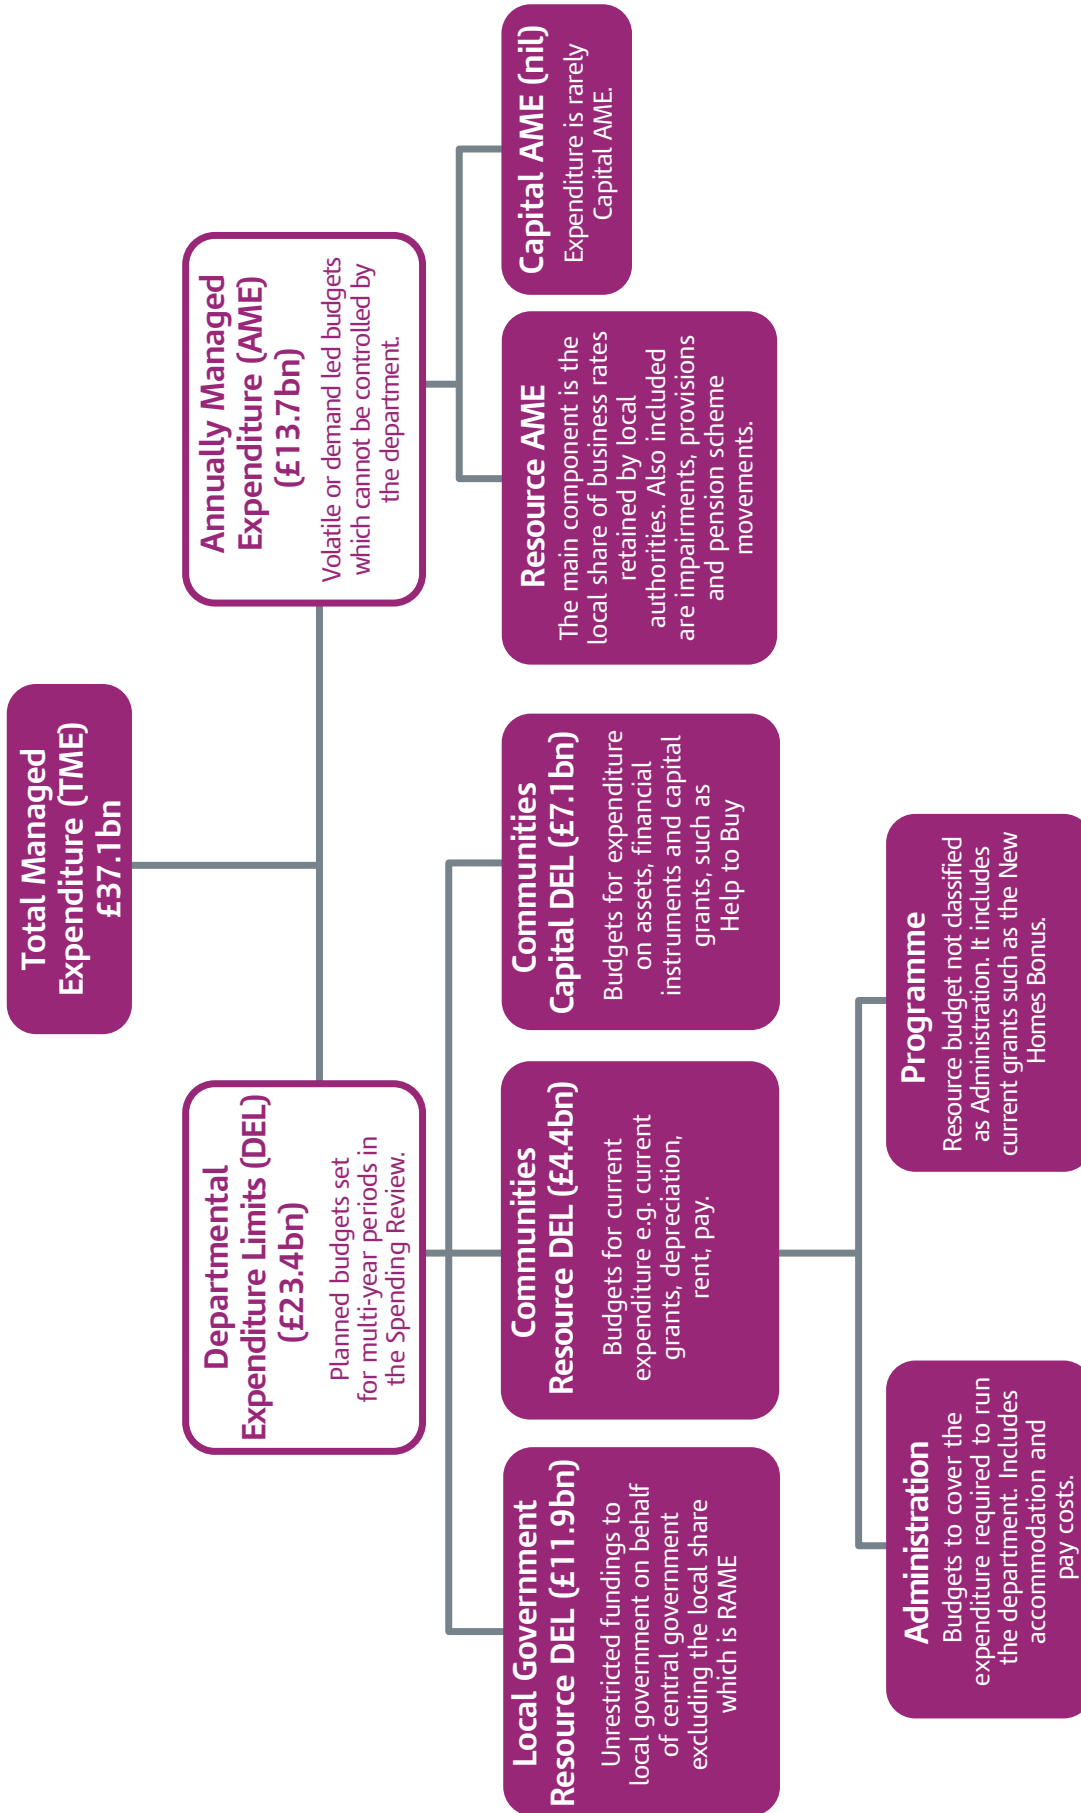 Total Managed
Expenditure (TME)
£37.1bn
Departmental
Expenditure Limits (DEL)
(£23.4bn)
Planned budgets set
for multi-year periods in
the Spending Review.
Annually Managed
Expenditure (AME)
(£13.7bn)
Volatile or demand led budgets
which cannot be controlled by
the department.
Local Government
Resource DEL (£11.9bn)
Unrestricted fundings to
local government on behalf
of central government
excluding the local share
which is RAME
Communities
Resource DEL (£4.4bn)
Budgets for current
expenditure e.g. current
grants, depreciation,
rent, pay.
Communities
Capital DEL (£7.1bn)
Budgets for expenditure
on assets, financial
instruments and capital
grants, such as
Help to Buy
Resource AME
The main component is the
local share of business rates
retained by local
authorities. Also included
are impairments, provisions
and pension scheme
movements.
Capital AME (nil)
Expenditure is rarely
Capital AME.
Administration
Budgets to cover the
expenditure required to run
the department. Includes
accommodation and
pay costs.
Programme
Resource budget not classified
as Administration. It includes
current grants such as the New
Homes Bonus.